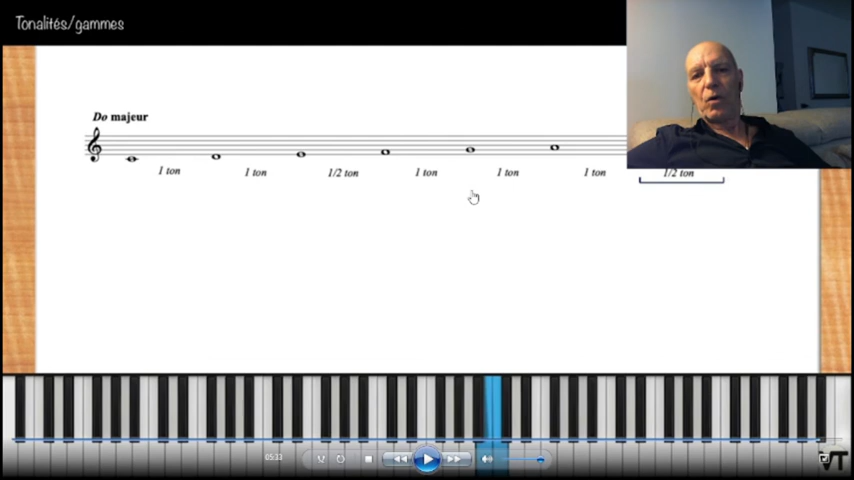 Tonalités/gammes
Do majeur
1 ton 1 ton 1/2 ton 1 ton 1 ton 1 ton 1/2 ton
05:33
VT